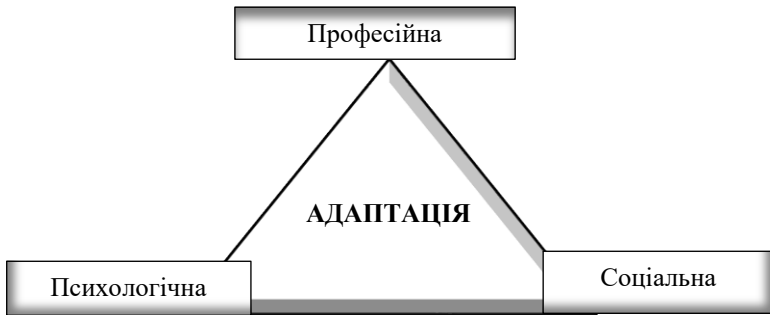 Професійна
АДАПТАЦІЯ
Психологічна
Соціальна